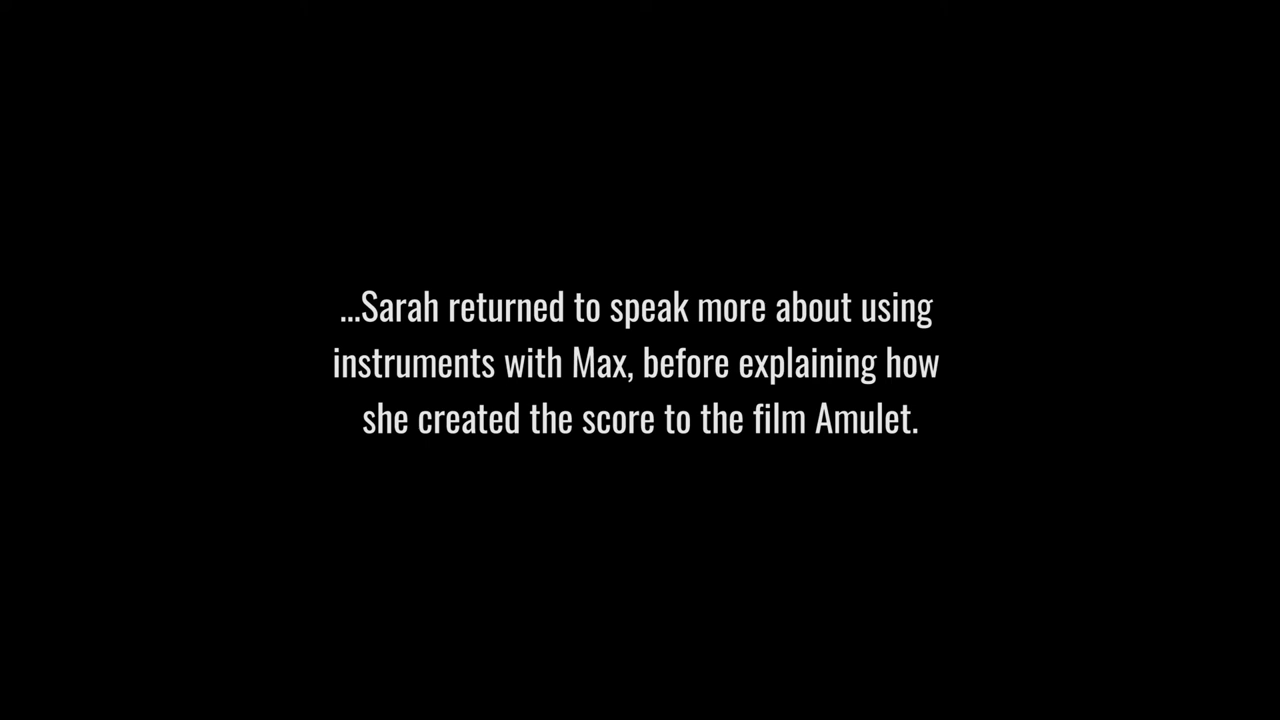 ...Sarah returned to speak more about using
instruments with Max, before explaining how
she created the score to the film Amulet.